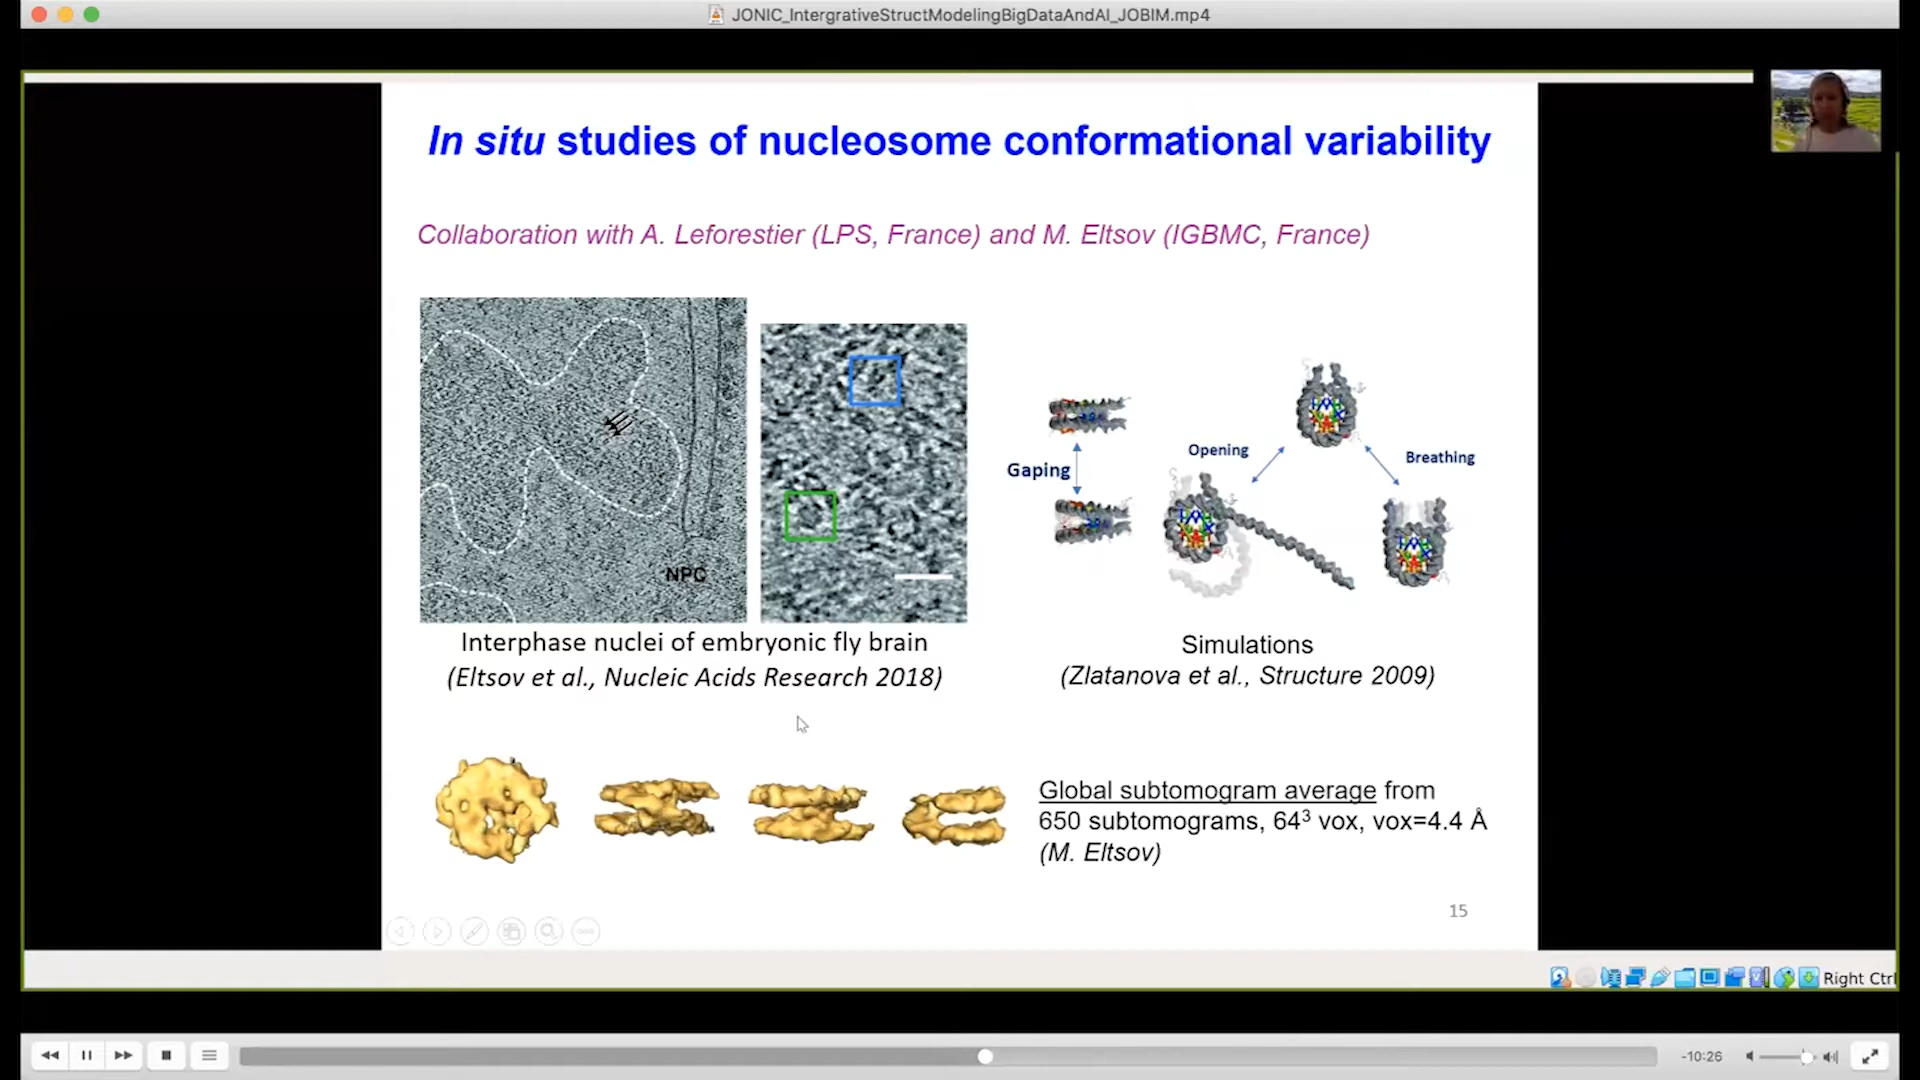 JONIC_IntergrativeStructModelingBigDataAndAI_JOBIM.mp4
In situ studies of nucleosome conformational variability
Collaboration with A. Leforestier (LPS, France) and M. Eltsov (IGBMC, France)
NPC
Gaping
Opening
Breathing
Interphase nuclei of embryonic fly brain
(Eltsov et al., Nucleic Acids Research 2018)
Simulations
(Zlatanova et al., Structure 2009)
Global subtomogram average from
650 subtomograms, 64³ vox, vox=4.4 Å
(M. Eltsov)
15
Right Ctrl
-10:26